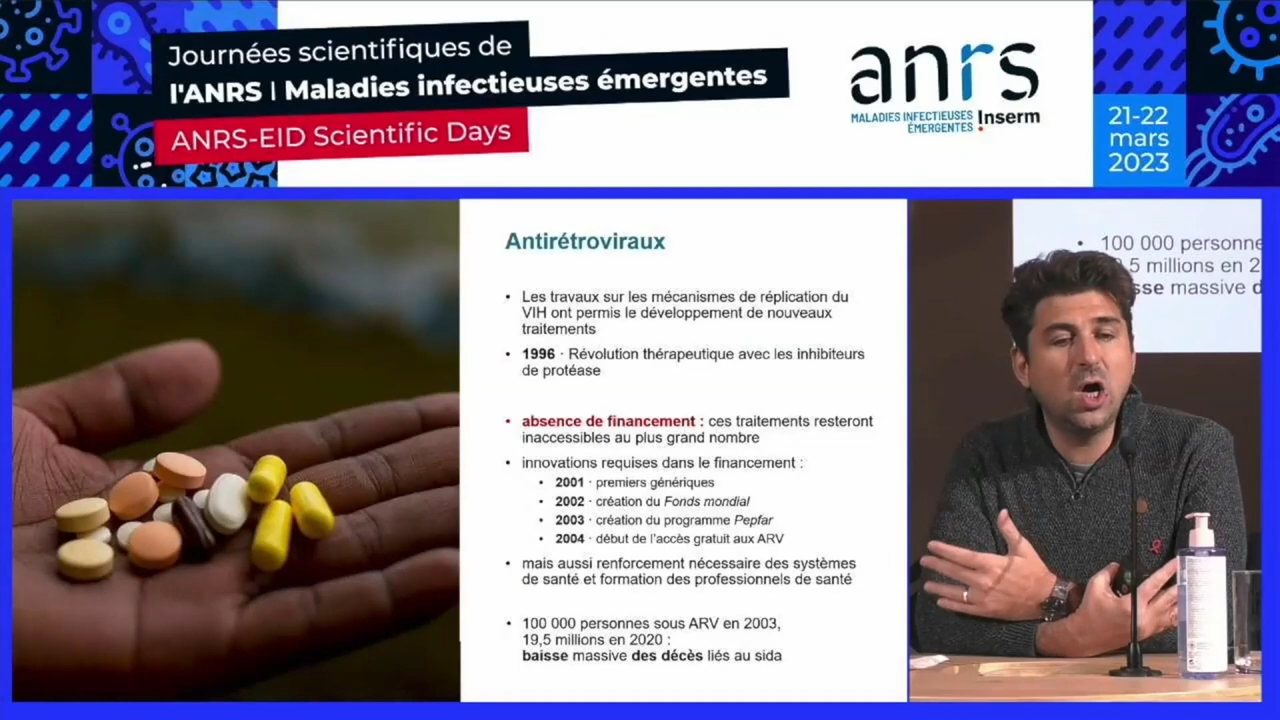 Journées scientifiques de
l'ANRS | Maladies infectieuses émergentes
ANRS-EID Scientific Days
anrs
MALADIES INFECTIEUSES
ÉMERGENTES Inserm
21-22
mars
2023
Antirétroviraux
• Les travaux sur les mécanismes de réplication du
VIH ont permis le développement de nouveaux
traitements
• 1996 · Révolution thérapeutique avec les inhibiteurs
de protéase
• absence de financement : ces traitements resteront
inaccessibles au plus grand nombre
• innovations requises dans le financement :
• 2001 · premiers génériques
• 2002 · création du Fonds mondial
• 2003 · création du programme Pepfar
• 2004 · début de l'accès gratuit aux ARV
• mais aussi renforcement nécessaire des systèmes
de santé et formation des professionnels de santé
• 100 000 personnes sous ARV en 2003,
19,5 millions en 2020 :
baisse massive des décès liés au sida
• 100 000 personne
,5 millions en 2
sse massive d